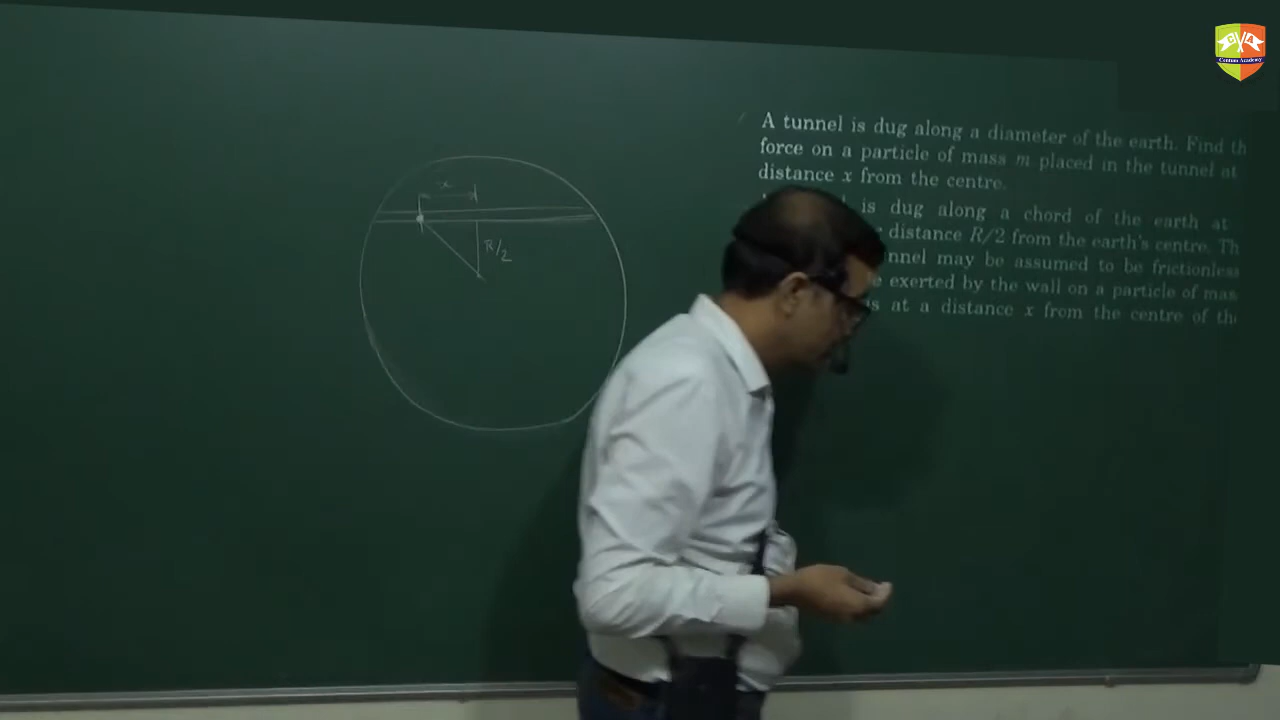 A tunnel is dug along a diameter of the earth. Find th
force on a particle of mass m placed in the tunnel at
distance x from the centre.
is dug along a chord of the earth at
distance R/2 from the earth's centre. Th
may be assumed to be frictionless
exerted by the wall on a particle of mas
at a distance x from the centre of the
x
R/2
Centum Academy